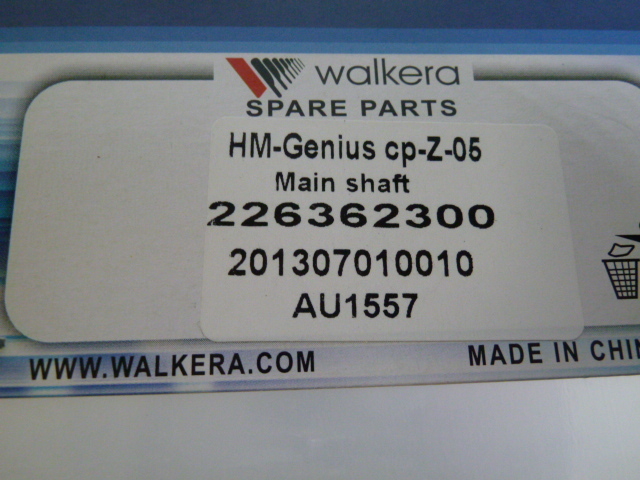 walkera
SPARE PARTS
HM-Genius cp-Z-05
Main shaft
226362300
201307010010
AU1557
WWW.WALKERA.COM
MADE IN CHIN